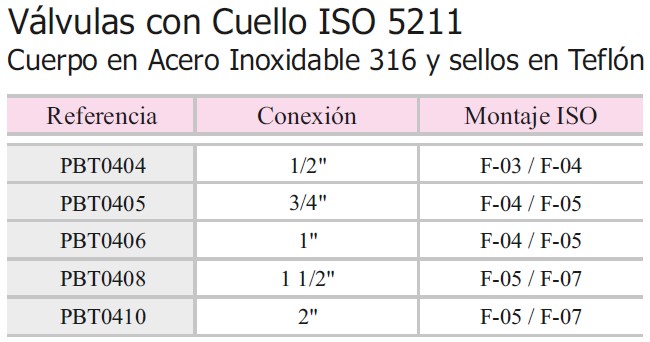 Válvulas con Cuello ISO 5211
Cuerpo en Acero Inoxidable 316 y sellos en Teflón
Referencia Conexión Montaje ISO
PBT0404 1/2" F-03 / F-04
PBT0405 3/4" F-04 / F-05
PBT0406 1" F-04 / F-05
PBT0408 1 1/2" F-05 / F-07
PBT0410 2" F-05 / F-07